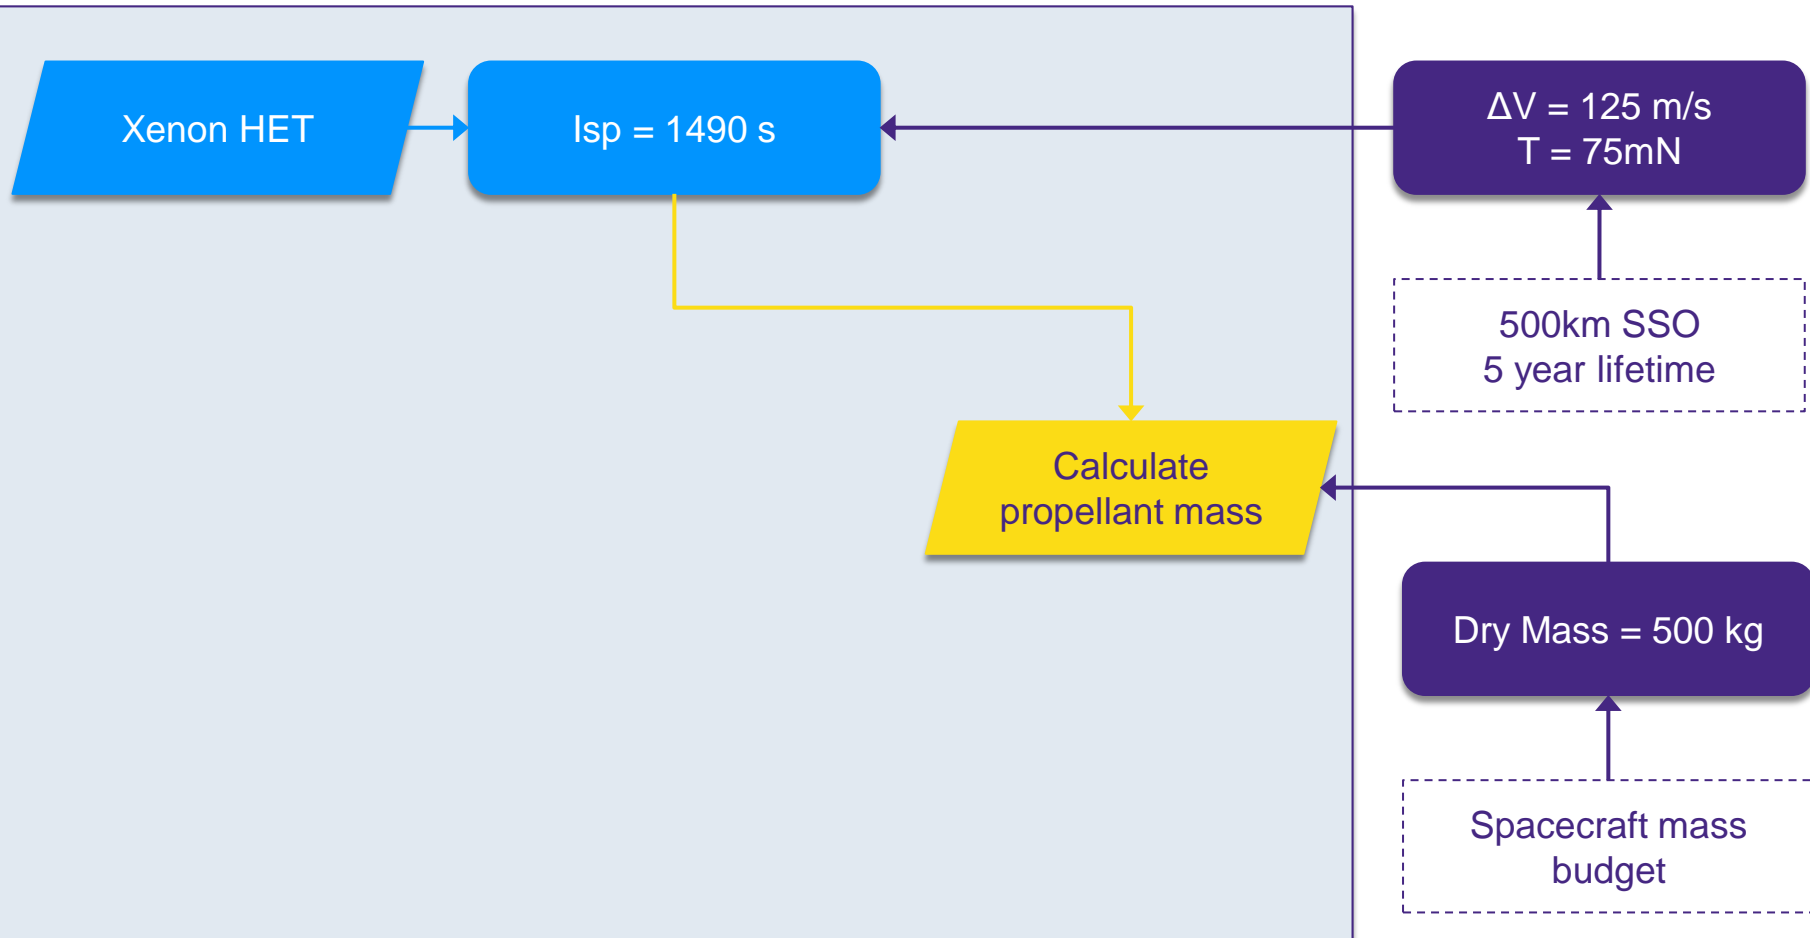 Xenon HET
Isp = 1490 s
ΔV = 125 m/s
T = 75mN
500km SSO
5 year lifetime
Calculate
propellant mass
Dry Mass = 500 kg
Spacecraft mass
budget